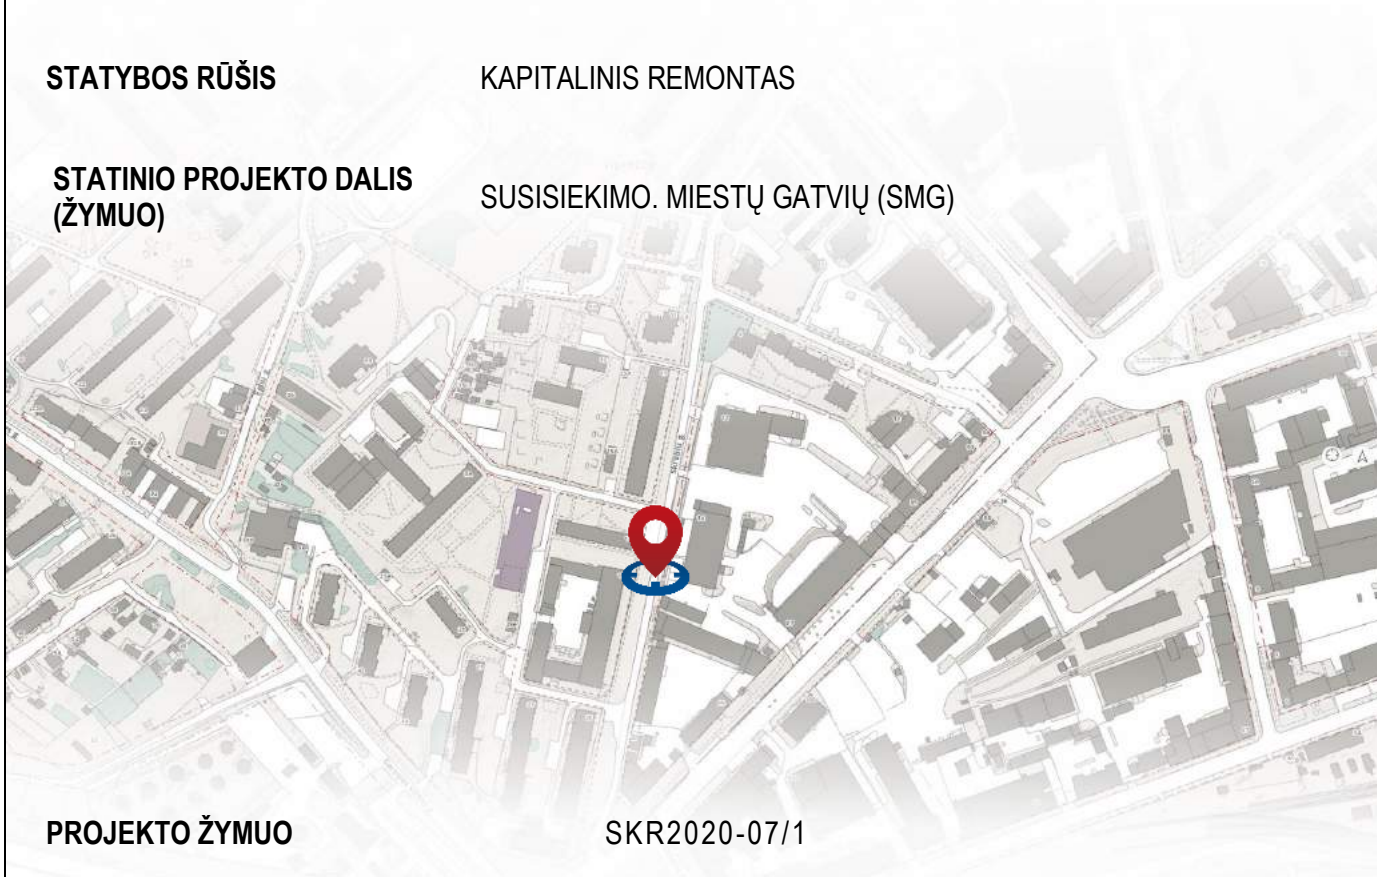 STATYBOS RŪŠIS KAPITALINIS REMONTAS
STATINIO PROJEKTO DALIS
(ŽYMUO) SUSISIEKIMO. MIESTŲ GATVIŲ (SMG)
PROJEKTO ŽYMUO SKR2020-07/1